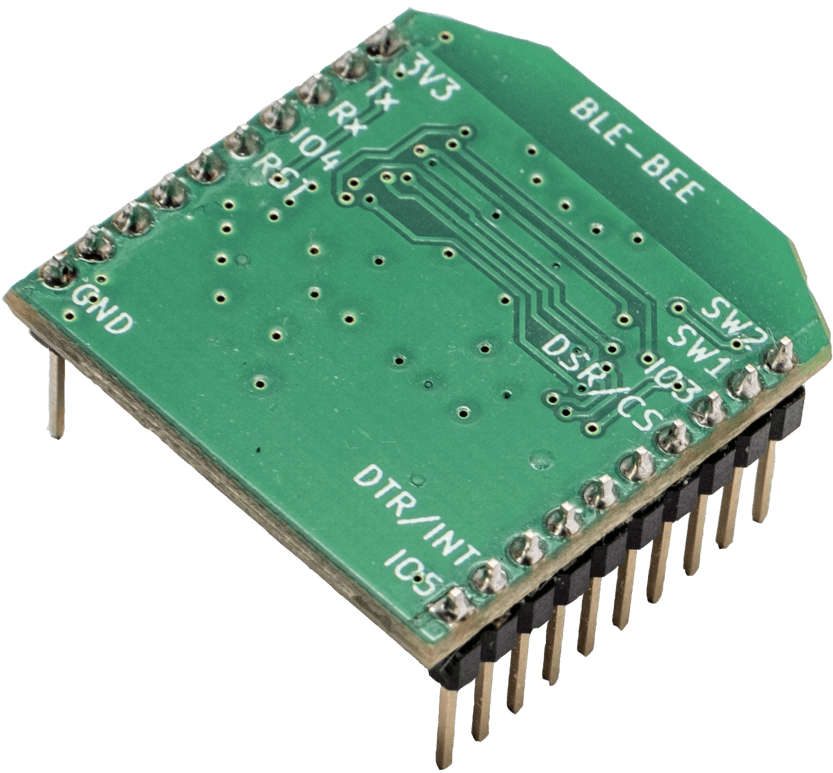 BLE-BEE
3V3
Tx
Rx
IO4
RST
GND
SW2
SW1
IO3
DSR/CS
DTR/INT
IO5